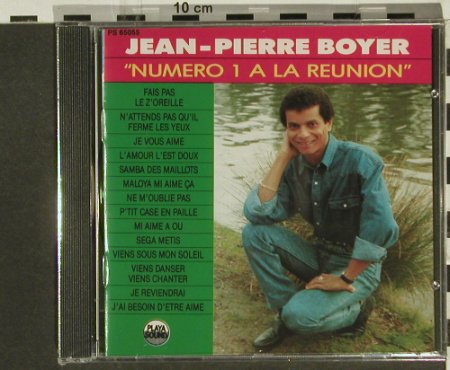 10 cm
PS 65065
JEAN-PIERRE BOYER
"NUMERO 1 A LA REUNION"
FAIS PAS
LE Z'OREILLE
N'ATTENDS PAS QU'IL
FERME LES YEUX
JE VOUS AIME
L'AMOUR L'EST DOUX
SAMBA DES MAILLOTS
MALOYA MI AIME ÇA
NE M'OUBLIE PAS
P'TIT CASE EN PAILLE
MI AIME A OU
SEGA METIS
VIENS SOUS MON SOLEIL
VIENS DANSER
VIENS CHANTER
JE REVIENDRAI
J'AI BESOIN D'ETRE AIME
PLAYA
SOUND